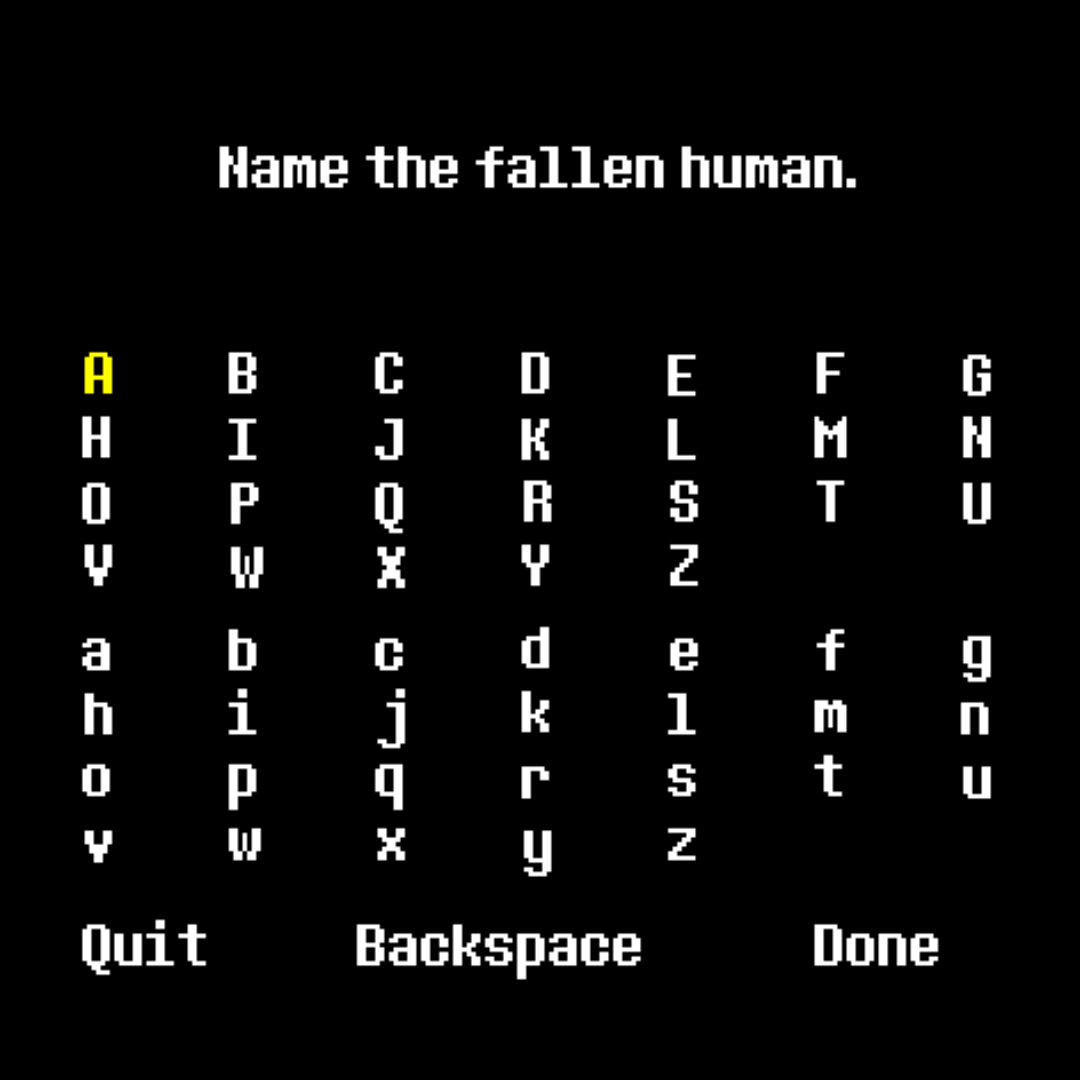 Name the fallen human.
A B C D E F G
H I J K L M N
O P Q R S T U
V W X Y Z
a b c d e f g
h i j k l m n
o p q r s t u
v w x y z
Quit Backspace Done